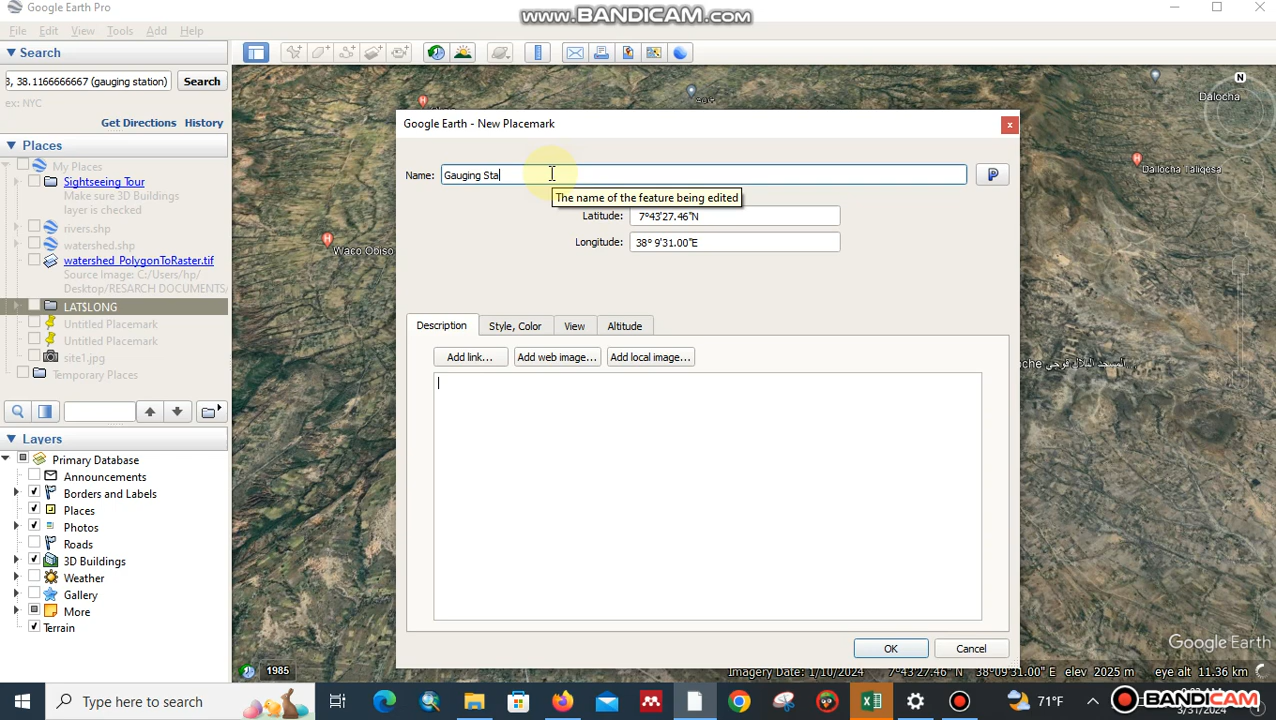 Google Earth Pro
www.BANDICAM.com
File Edit View Tools Add Help
Search
3, 38.1166666667 (gauging station) Search
ex: NYC
Get Directions History
Places
My Places
Sightseeing Tour
Make sure 3D Buildings
layer is checked
rivers.shp
watershed.shp
watershed_PolygonToRaster.tif
Source Image: C:/Users/hp/
Desktop/RESARCH DOCUMENTS/
LAT$LONG
Untitled Placemark
Untitled Placemark
site1.jpg
Temporary Places
Layers
Primary Database
Announcements
Borders and Labels
Places
Photos
Roads
3D Buildings
Weather
Gallery
More
Terrain
Google Earth - New Placemark
x
Name: Gauging Sta
The name of the feature being edited
Latitude: 7°43'27.46"N
Longitude: 38° 9'31.00"E
Description Style, Color View Altitude
Add link... Add web image... Add local image...
OK Cancel
N
Dalocha
Dallocha Taliqesa
Waco Obiso
1985
Imagery Date: 1/10/2024 7°43'27.46" N 38°09'31.00" E elev 2025 m eye alt 11.36 km
Google Earth
Type here to search
71°F
BANDICAM
3/31/2024